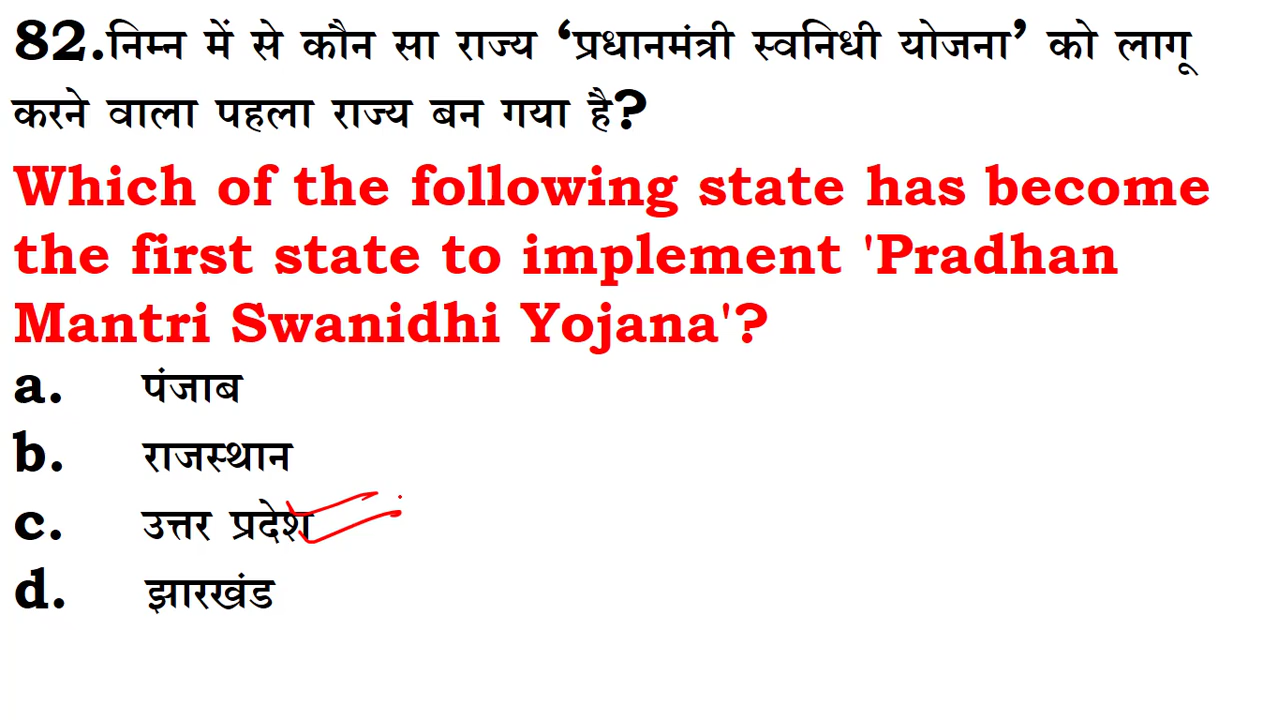 82.निम्न में से कौन सा राज्य ‘प्रधानमंत्री स्वनिधी योजना’ को लागू
करने वाला पहला राज्य बन गया है?
Which of the following state has become
the first state to implement 'Pradhan
Mantri Swanidhi Yojana'?
a. पंजाब
b. राजस्थान
c. उत्तर प्रदेश
d. झारखंड